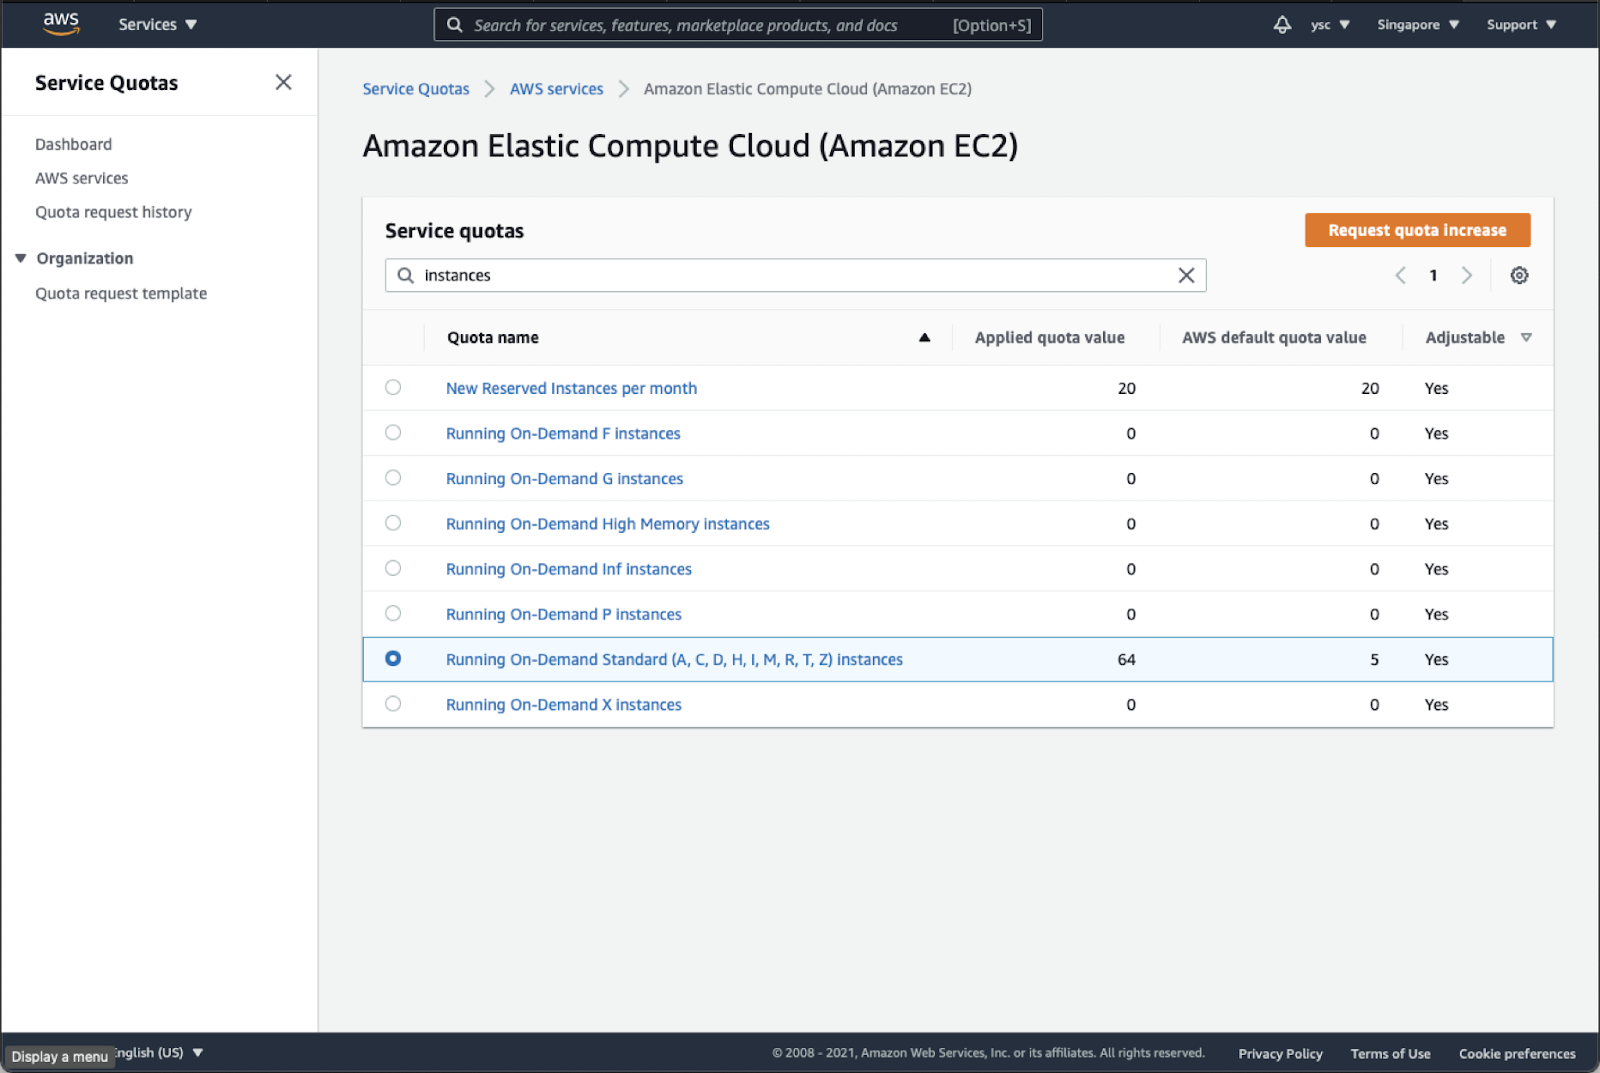 aws Services Search for services, features, marketplace products, and docs [Option+S] ysc Singapore Support
Service Quotas
Dashboard
AWS services
Quota request history
Organization
Quota request template
Service Quotas AWS services Amazon Elastic Compute Cloud (Amazon EC2)
Amazon Elastic Compute Cloud (Amazon EC2)
Service quotas Request quota increase
instances 1
Quota name Applied quota value AWS default quota value Adjustable
New Reserved Instances per month 20 20 Yes
Running On-Demand F instances 0 0 Yes
Running On-Demand G instances 0 0 Yes
Running On-Demand High Memory instances 0 0 Yes
Running On-Demand Inf instances 0 0 Yes
Running On-Demand P instances 0 0 Yes
Running On-Demand Standard (A, C, D, H, I, M, R, T, Z) instances 64 5 Yes
Running On-Demand X instances 0 0 Yes
Display a menu nglish (US) © 2008 - 2021, Amazon Web Services, Inc. or its affiliates. All rights reserved. Privacy Policy Terms of Use Cookie preferences